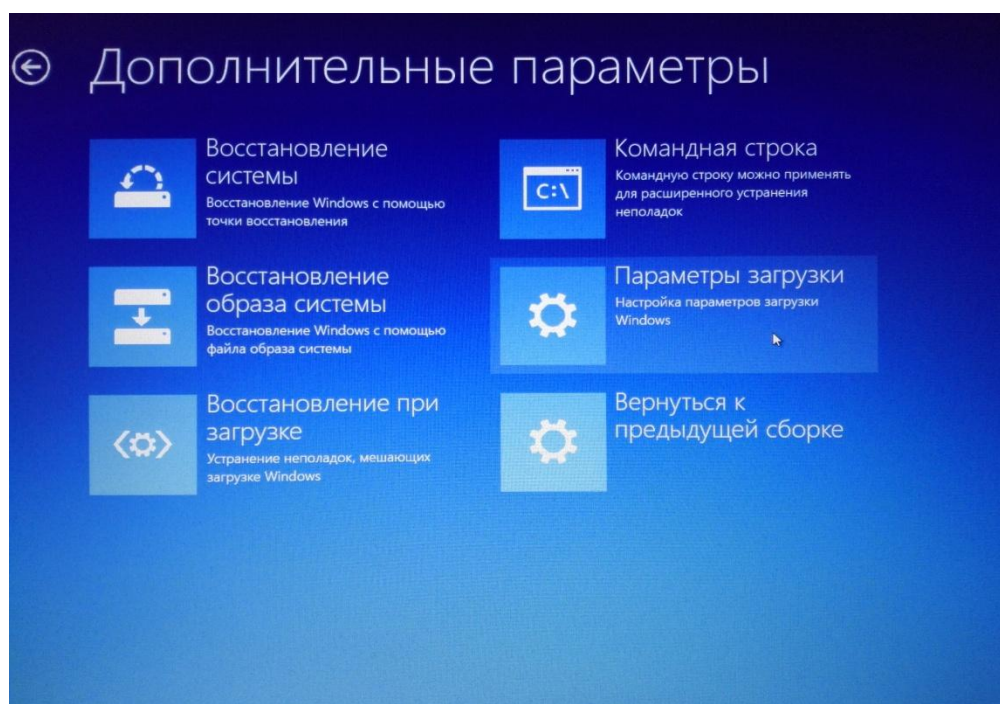 Дополнительные параметры
Восстановление
системы
Восстановление Windows с помощью
точки восстановления
Восстановление
образа системы
Восстановление Windows с помощью
файла образа системы
Восстановление при
загрузке
Устранение неполадок, мешающих
загрузке Windows
C:\
Командная строка
Командную строку можно применять
для расширенного устранения
неполадок
Параметры загрузки
Настройка параметров загрузки
Windows
Вернуться к
предыдущей сборке